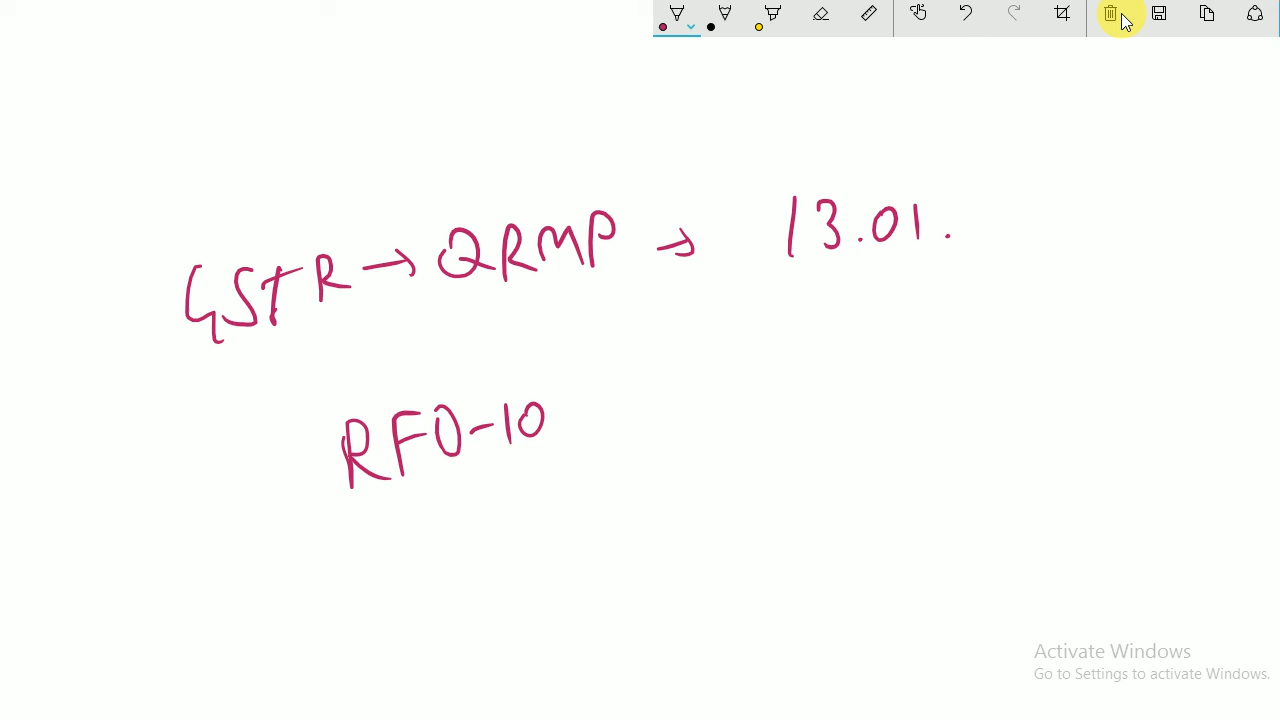 GSTR → QRMP → 13.01.
RFD-10
Activate Windows
Go to Settings to activate Windows.